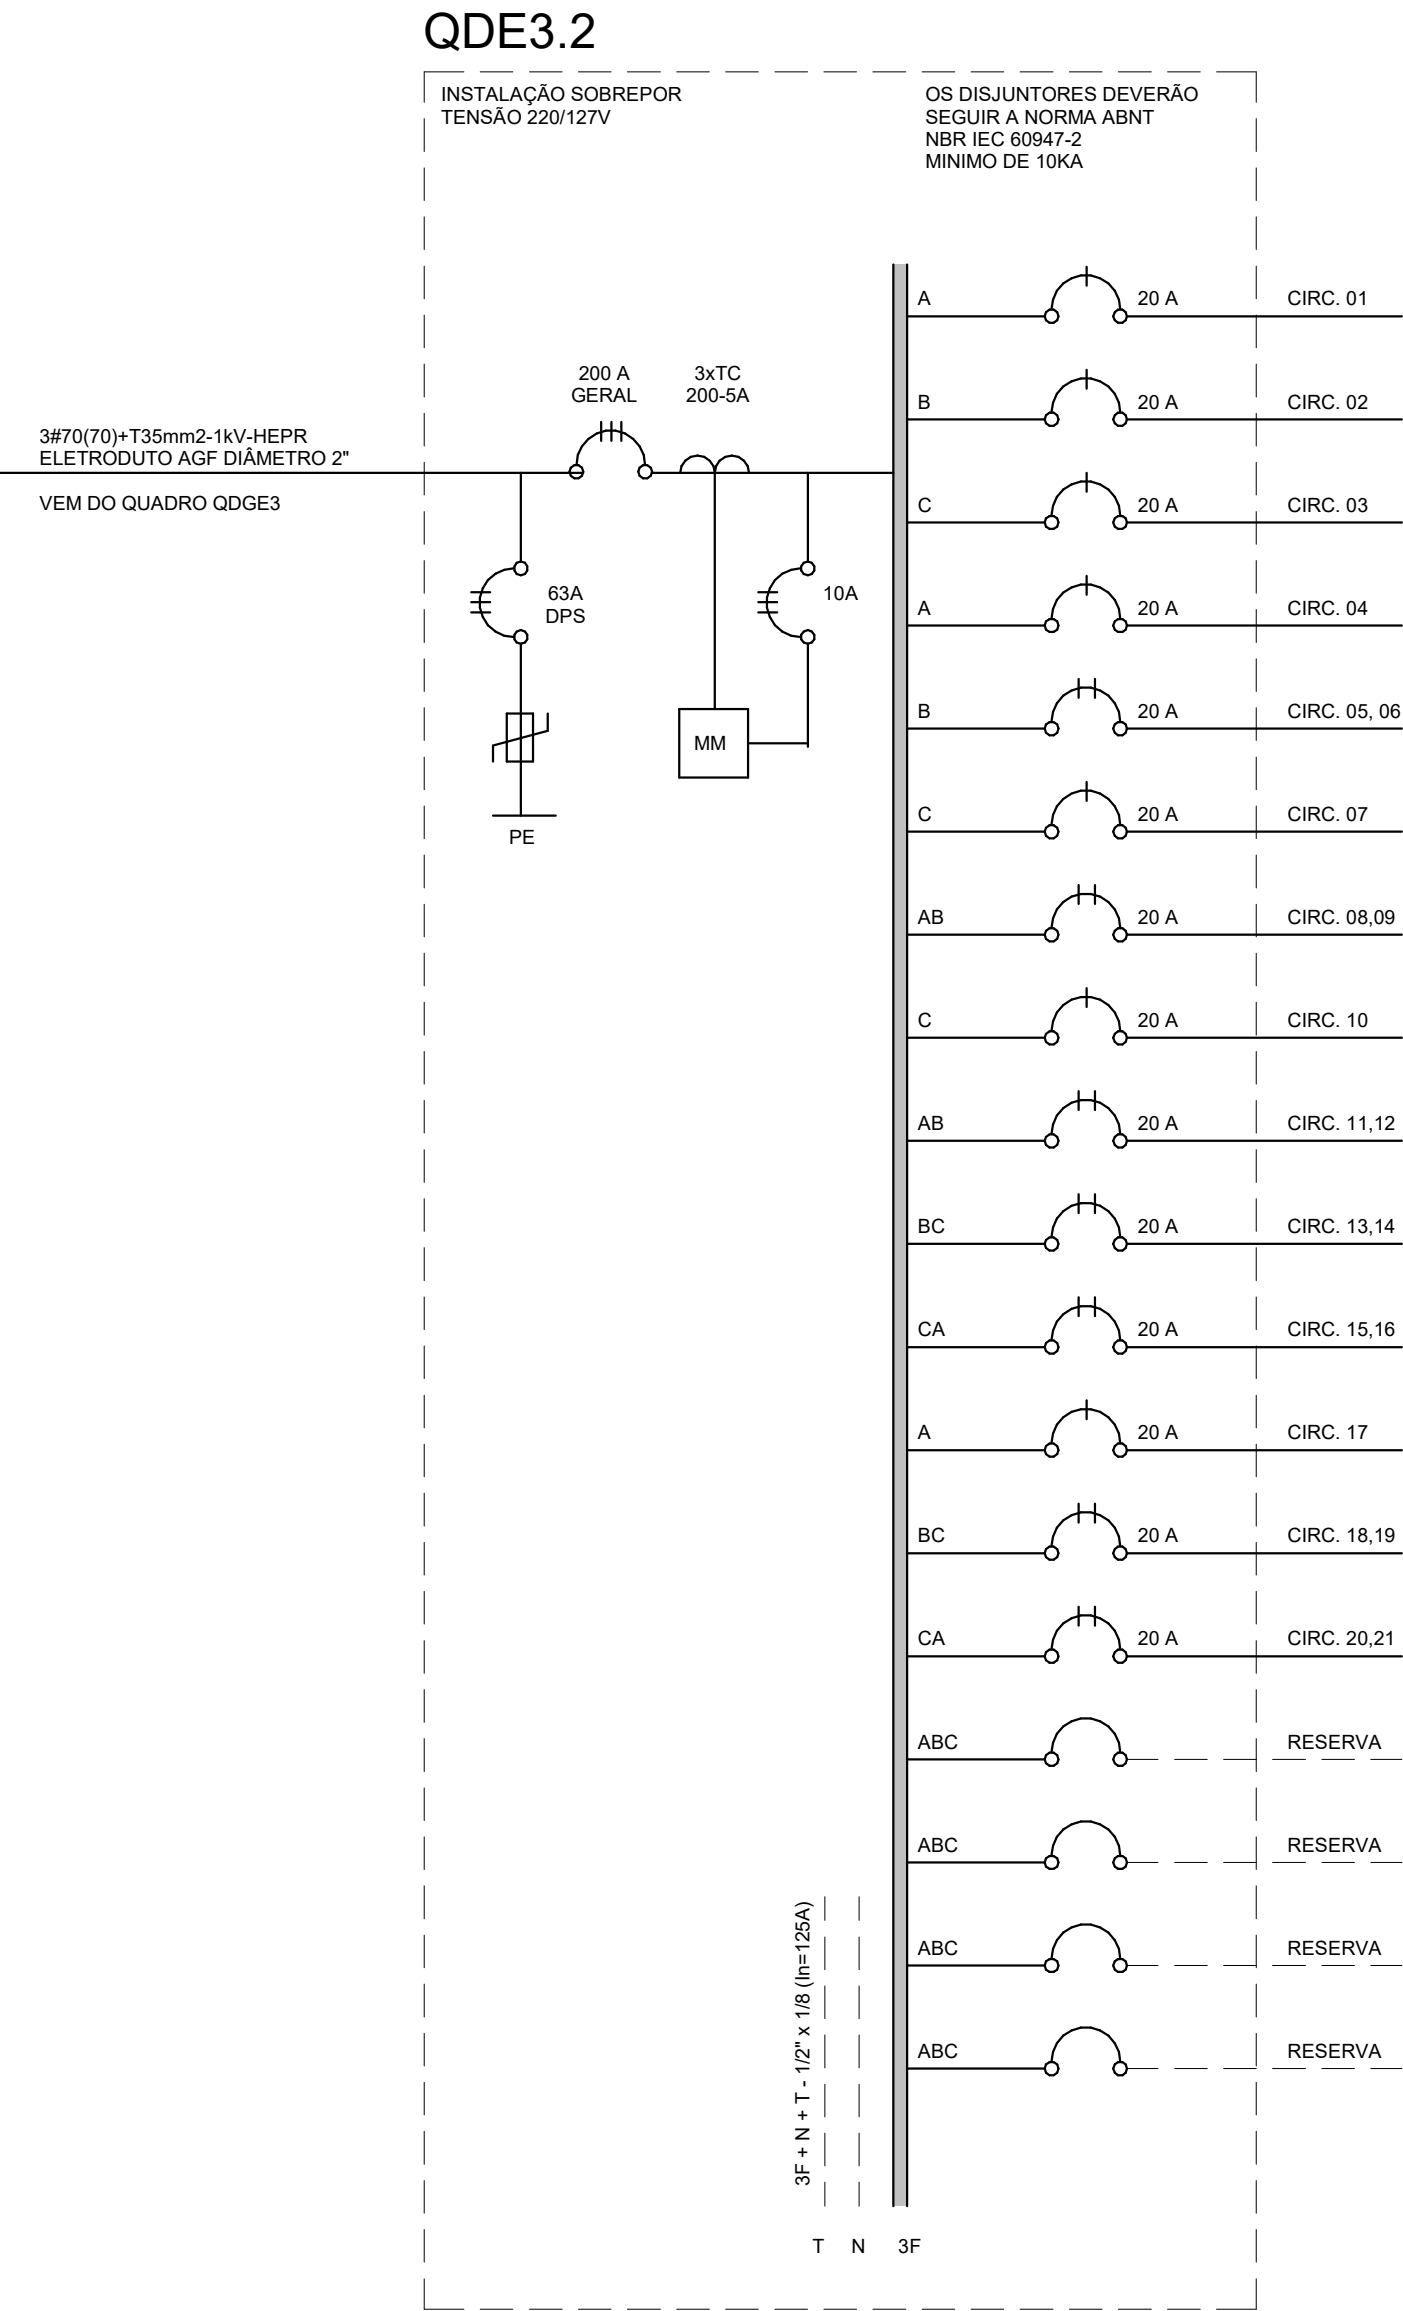 QDE3.2
INSTALAÇÃO SOBREPOR
TENSÃO 220/127V
OS DISJUNTORES DEVERÃO
SEGUIR A NORMA ABNT
NBR IEC 60947-2
MINIMO DE 10KA
3#70(70)+T35mm2-1kV-HEPR
ELETRODUTO AGF DIÂMETRO 2"
VEM DO QUADRO QDGE3
200 A
GERAL
3xTC
200-5A
63A
DPS
10A
MM
PE
A 20 A CIRC. 01
B 20 A CIRC. 02
C 20 A CIRC. 03
A 20 A CIRC. 04
B 20 A CIRC. 05, 06
C 20 A CIRC. 07
AB 20 A CIRC. 08,09
C 20 A CIRC. 10
AB 20 A CIRC. 11,12
BC 20 A CIRC. 13,14
CA 20 A CIRC. 15,16
A 20 A CIRC. 17
BC 20 A CIRC. 18,19
CA 20 A CIRC. 20,21
ABC RESERVA
ABC RESERVA
ABC RESERVA
ABC RESERVA
3F + N + T - 1/2" x 1/8 (In=125A)
T N 3F